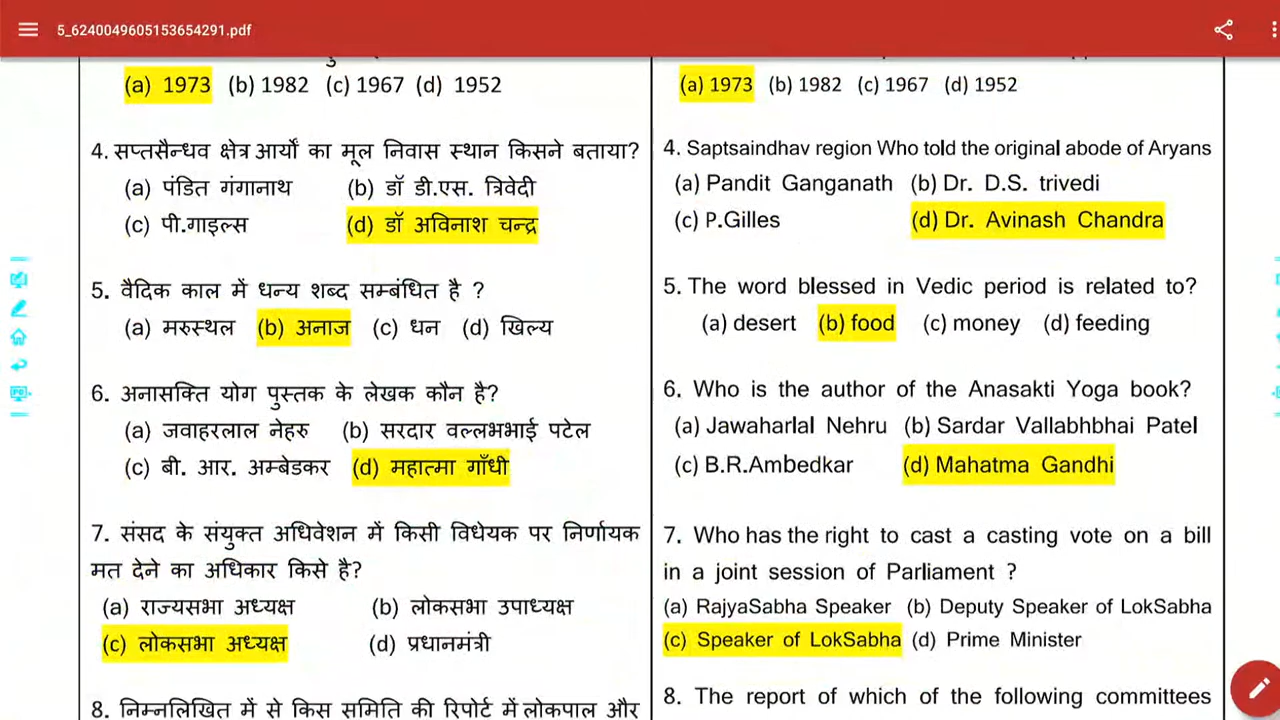 5_6240049605153654291.pdf
(a) 1973 (b) 1982 (c) 1967 (d) 1952
4. सप्तसैन्धव क्षेत्र आर्यों का मूल निवास स्थान किसने बताया?
(a) पंडित गंगानाथ (b) डॉ डी.एस. त्रिवेदी
(c) पी.गाइल्स (d) डॉ अविनाश चन्द्र
5. वैदिक काल में धन्य शब्द सम्बंधित है ?
(a) मरुस्थल (b) अनाज (c) धन (d) खिल्य
6. अनासक्ति योग पुस्तक के लेखक कौन है?
(a) जवाहरलाल नेहरु (b) सरदार वल्लभभाई पटेल
(c) बी. आर. अम्बेडकर (d) महात्मा गाँधी
7. संसद के संयुक्त अधिवेशन में किसी विधेयक पर निर्णायक
मत देने का अधिकार किसे है?
(a) राज्यसभा अध्यक्ष (b) लोकसभा उपाध्यक्ष
(c) लोकसभा अध्यक्ष (d) प्रधानमंत्री
8. निम्नलिखित में से किस समिति की रिपोर्ट में लोकपाल और
(a) 1973 (b) 1982 (c) 1967 (d) 1952
4. Saptsaindhav region Who told the original abode of Aryans
(a) Pandit Ganganath (b) Dr. D.S. trivedi
(c) P.Gilles (d) Dr. Avinash Chandra
5. The word blessed in Vedic period is related to?
(a) desert (b) food (c) money (d) feeding
6. Who is the author of the Anasakti Yoga book?
(a) Jawaharlal Nehru (b) Sardar Vallabhbhai Patel
(c) B.R.Ambedkar (d) Mahatma Gandhi
7. Who has the right to cast a casting vote on a bill
in a joint session of Parliament ?
(a) RajyaSabha Speaker (b) Deputy Speaker of LokSabha
(c) Speaker of LokSabha (d) Prime Minister
8. The report of which of the following committees